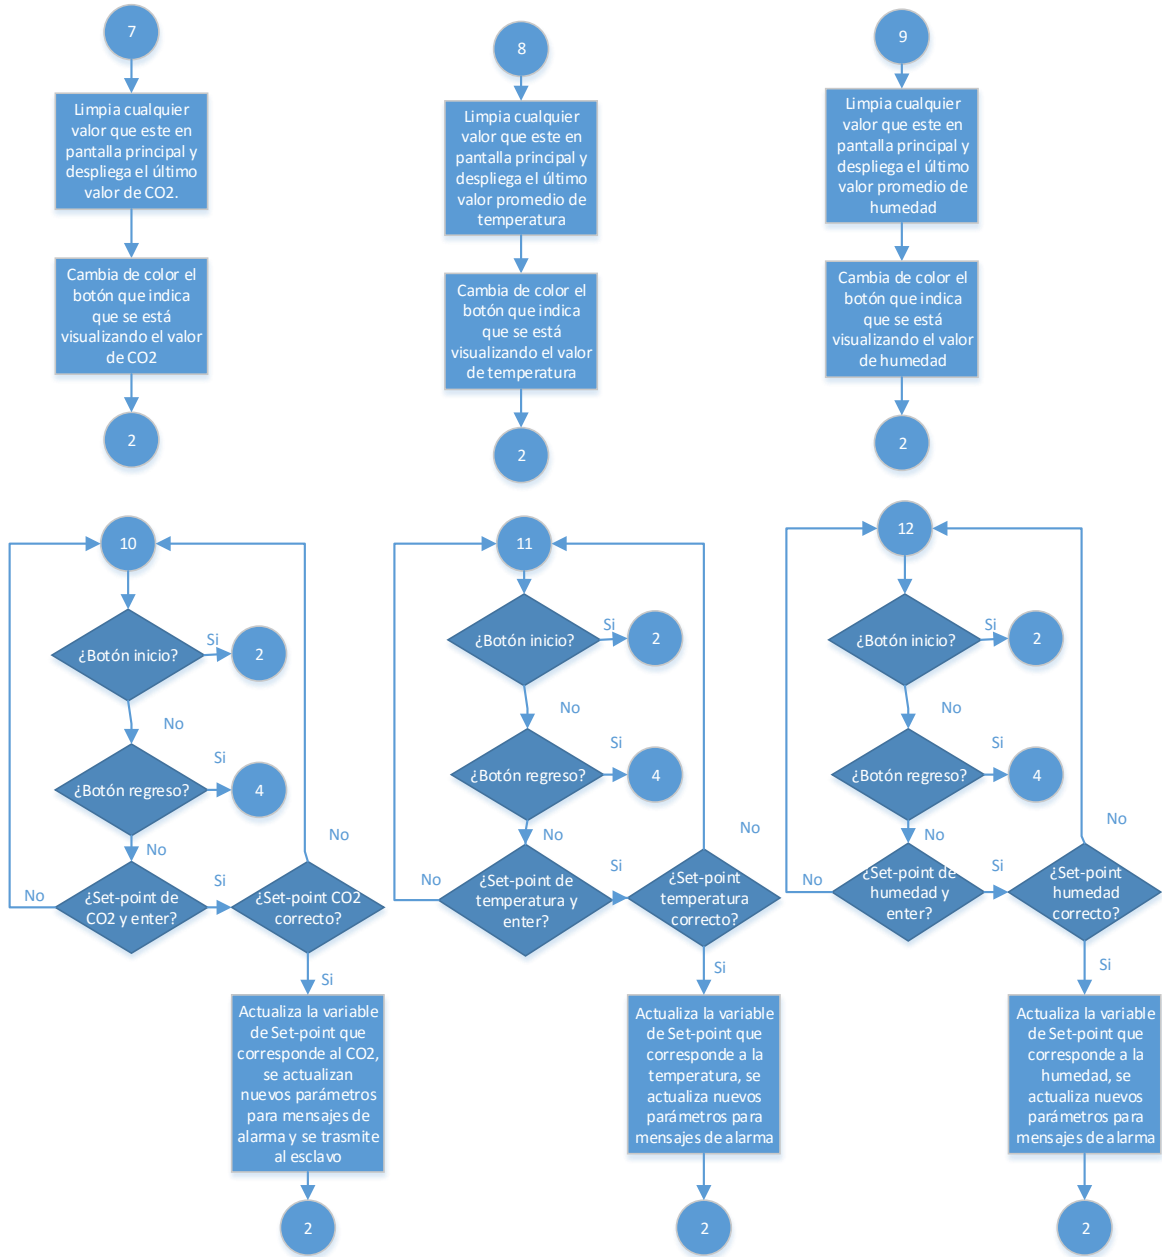 7
Limpia cualquier
valor que este en
pantalla principal y
despliega el último
valor de CO2.
Cambia de color el
botón que indica
que se está
visualizando el valor
de CO2
2
8
Limpia cualquier
valor que este en
pantalla principal y
despliega el último
valor promedio de
temperatura
Cambia de color el
botón que indica
que se está
visualizando el valor
de temperatura
2
9
Limpia cualquier
valor que este en
pantalla principal y
despliega el último
valor promedio de
humedad
Cambia de color el
botón que indica
que se está
visualizando el valor
de humedad
2
10
¿Botón inicio?
Si
2
No
¿Botón regreso?
Si
4
No
¿Set-point de
CO2 y enter?
No
Si
¿Set-point CO2
correcto?
No
Si
Actualiza la variable
de Set-point que
corresponde al CO2,
se actualizan
nuevos parámetros
para mensajes de
alarma y se trasmite
al esclavo
2
11
¿Botón inicio?
Si
2
No
¿Botón regreso?
Si
4
No
¿Set-point de
temperatura y
enter?
No
Si
¿Set-point
temperatura
correcto?
No
Si
Actualiza la variable
de Set-point que
corresponde a la
temperatura, se
actualiza nuevos
parámetros para
mensajes de alarma
2
12
¿Botón inicio?
Si
2
No
¿Botón regreso?
Si
4
No
¿Set-point de
humedad y
enter?
No
Si
¿Set-point
humedad
correcto?
No
Si
Actualiza la variable
de Set-point que
corresponde a la
humedad, se
actualiza nuevos
parámetros para
mensajes de alarma
2